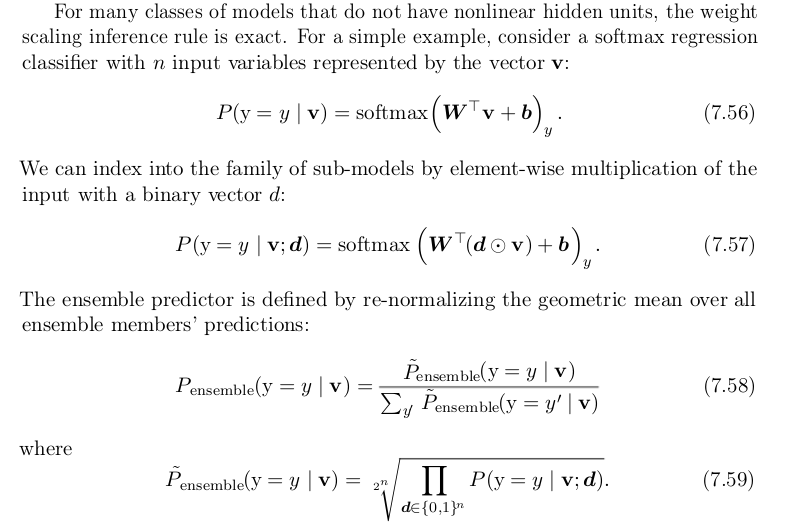 For many classes of models that do not have nonlinear hidden units, the weight
scaling inference rule is exact. For a simple example, consider a softmax regression
classifier with n input variables represented by the vector v:
P(y = y | v) = softmax(W⊤v + b)_y . (7.56)
We can index into the family of sub-models by element-wise multiplication of the
input with a binary vector d:
P(y = y | v; d) = softmax (W⊤(d ⊙ v) + b)_y . (7.57)
The ensemble predictor is defined by re-normalizing the geometric mean over all
ensemble members' predictions:
P_ensemble(y = y | v) = P̃_ensemble(y = y | v) / ∑_y′ P̃_ensemble(y = y′ | v) (7.58)
where
P̃_ensemble(y = y | v) = 2ⁿ√∏_{d∈{0,1}ⁿ} P(y = y | v; d). (7.59)